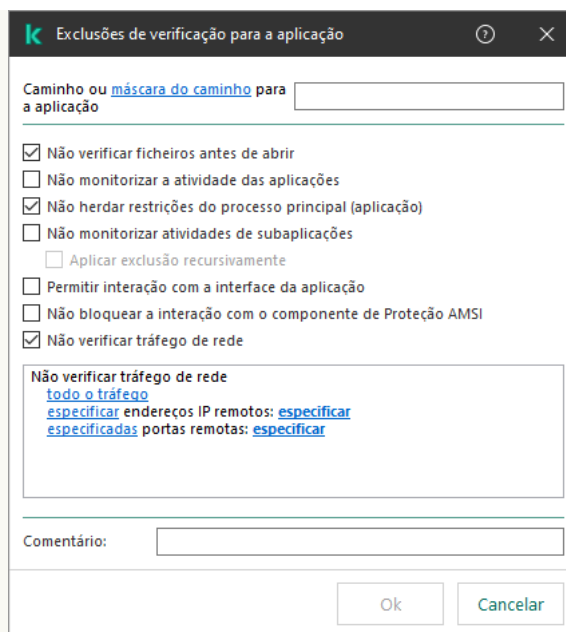 Exclusões de verificação para a aplicação
Caminho ou máscara do caminho para
a aplicação
Não verificar ficheiros antes de abrir
Não monitorizar a atividade das aplicações
Não herdar restrições do processo principal (aplicação)
Não monitorizar atividades de subaplicações
Aplicar exclusão recursivamente
Permitir interação com a interface da aplicação
Não bloquear a interação com o componente de Proteção AMSI
Não verificar tráfego de rede
Não verificar tráfego de rede
todo o tráfego
especificar endereços IP remotos: especificar
especificadas portas remotas: especificar
Comentário:
Ok Cancelar